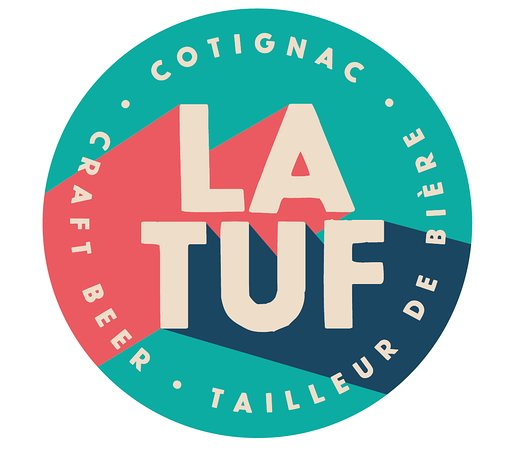 COTIGNAC
LA
TUF
CRAFT BEER • TAILLEUR DE BIÈRE